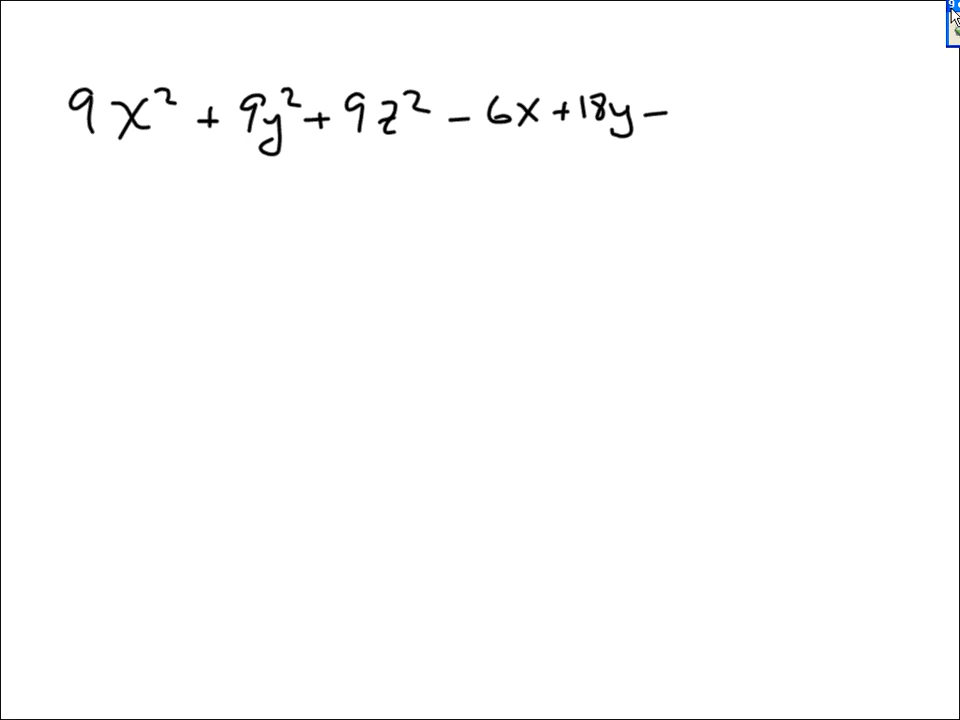 9x² + 9y² + 9z² - 6x + 18y -